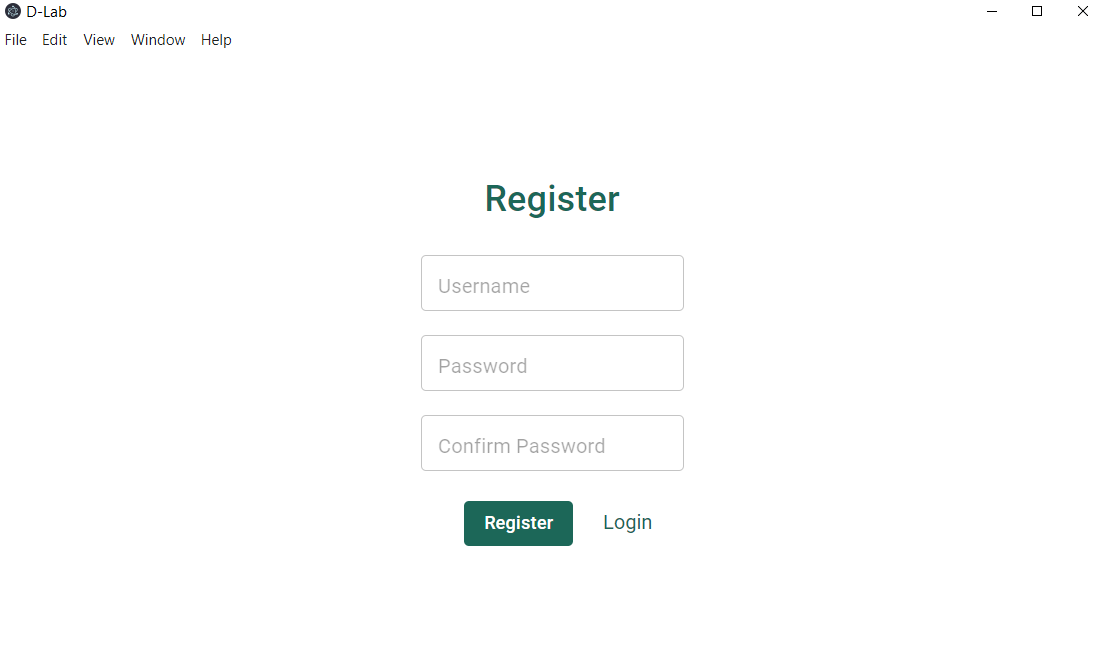 D-Lab
File Edit View Window Help
Register
Username
Password
Confirm Password
Register Login